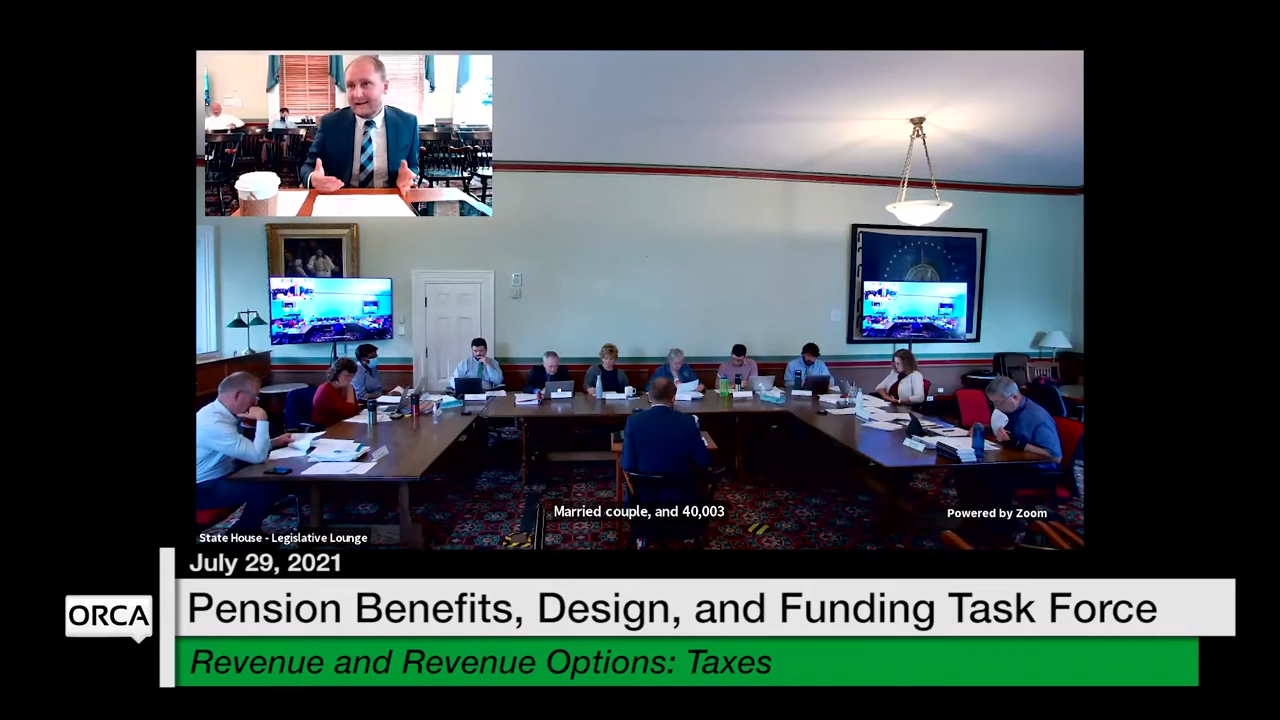 Married couple, and 40,003
Powered by Zoom
State House - Legislative Lounge
July 29, 2021
ORCA
Pension Benefits, Design, and Funding Task Force
Revenue and Revenue Options: Taxes